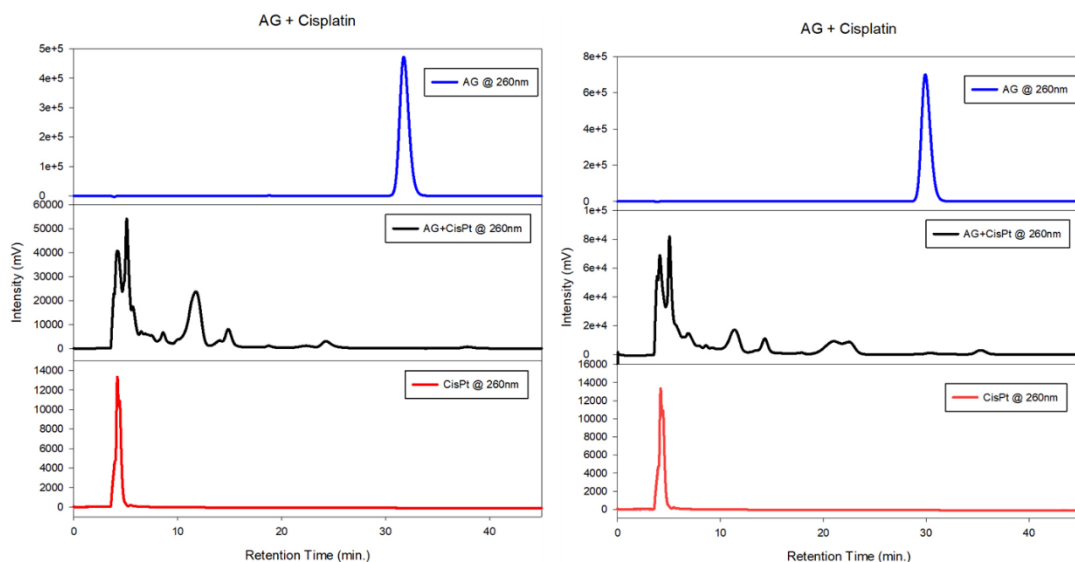 AG + Cisplatin
5e+5
4e+5
3e+5
2e+5
1e+5
0
AG @ 260nm
60000
50000
40000
30000
20000
10000
0
AG+CisPt @ 260nm
Intensity (mV)
14000
12000
10000
8000
6000
4000
2000
0
CisPt @ 260nm
0 10 20 30 40
Retention Time (min.)
AG + Cisplatin
8e+5
6e+5
4e+5
2e+5
0
AG @ 260nm
1e+5
8e+4
6e+4
4e+4
2e+4
0
AG+CisPt @ 260nm
Intensity (mV)
16000
14000
12000
10000
8000
6000
4000
2000
0
CisPt @ 260nm
0 10 20 30 40
Retention Time (min.)